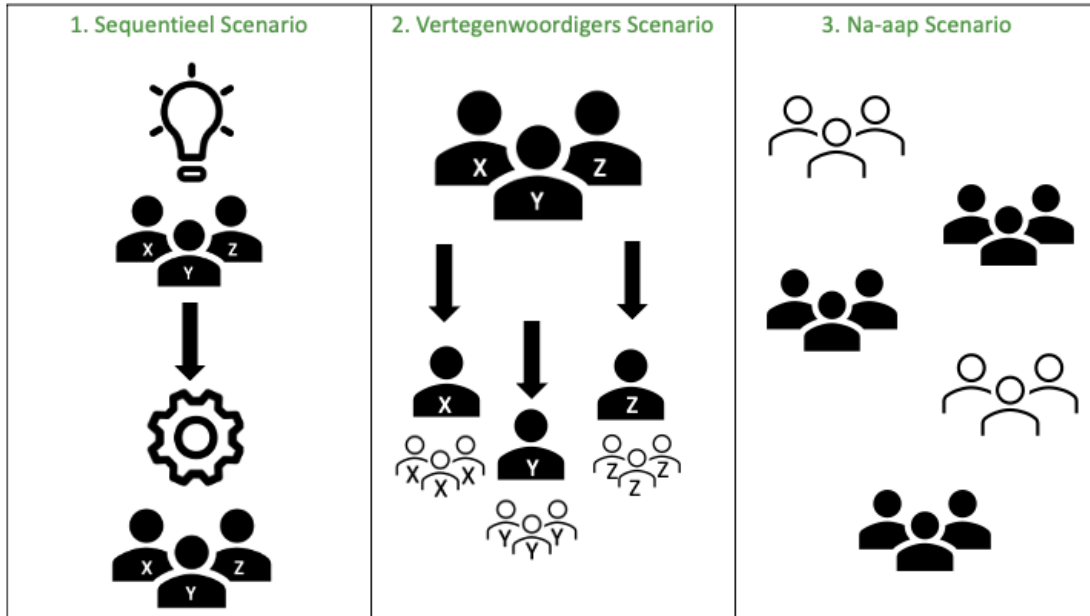 1. Sequentieel Scenario
X Y Z
X Y Z
2. Vertegenwoordigers Scenario
X Y Z
X
X X X
Y
Y Y Y
Z
Z Z Z
3. Na-aap Scenario